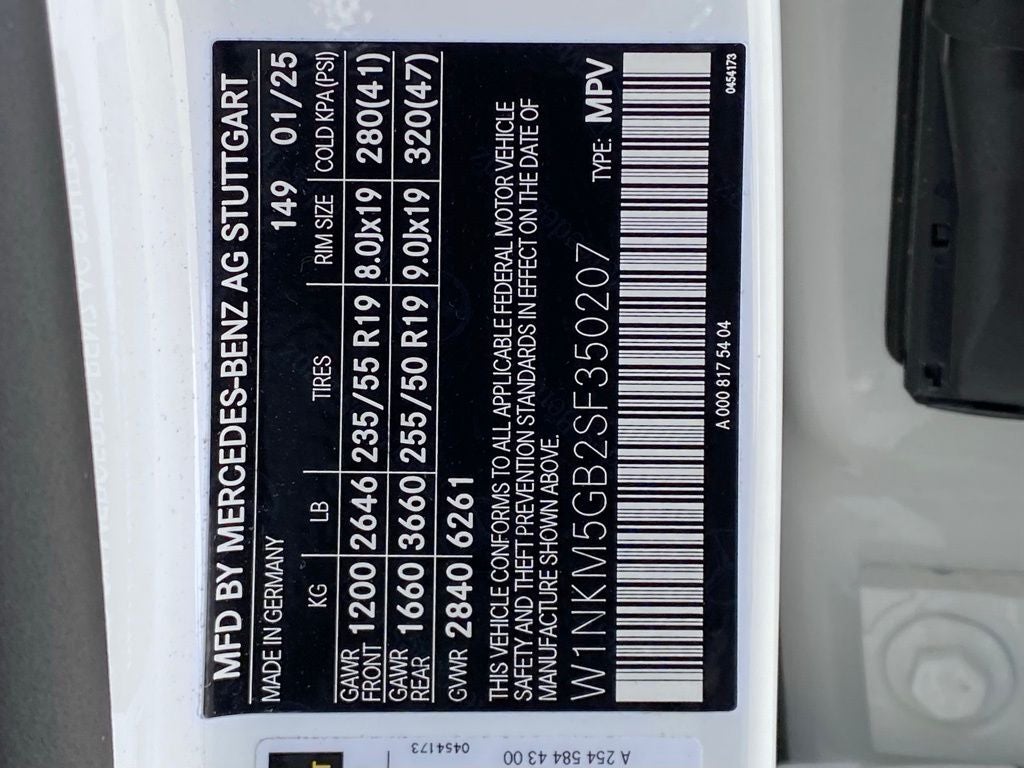 MFD BY MERCEDES-BENZ AG STUTTGART
MADE IN GERMANY 149 01/25
KG LB TIRES RIM SIZE COLD KPA(PSI)
GAWR FRONT 1200 2646 235/55 R19 8.0Jx19 280(41)
GAWR REAR 1660 3660 255/50 R19 9.0Jx19 320(47)
GVWR 2840 6261
THIS VEHICLE CONFORMS TO ALL APPLICABLE FEDERAL MOTOR VEHICLE
SAFETY AND THEFT PREVENTION STANDARDS IN EFFECT ON THE DATE OF
MANUFACTURE SHOWN ABOVE.
W1NKM5GB2SF350207 TYPE: MPV
A 000 817 54 04 0454173
0454173
A 254 584 43 00